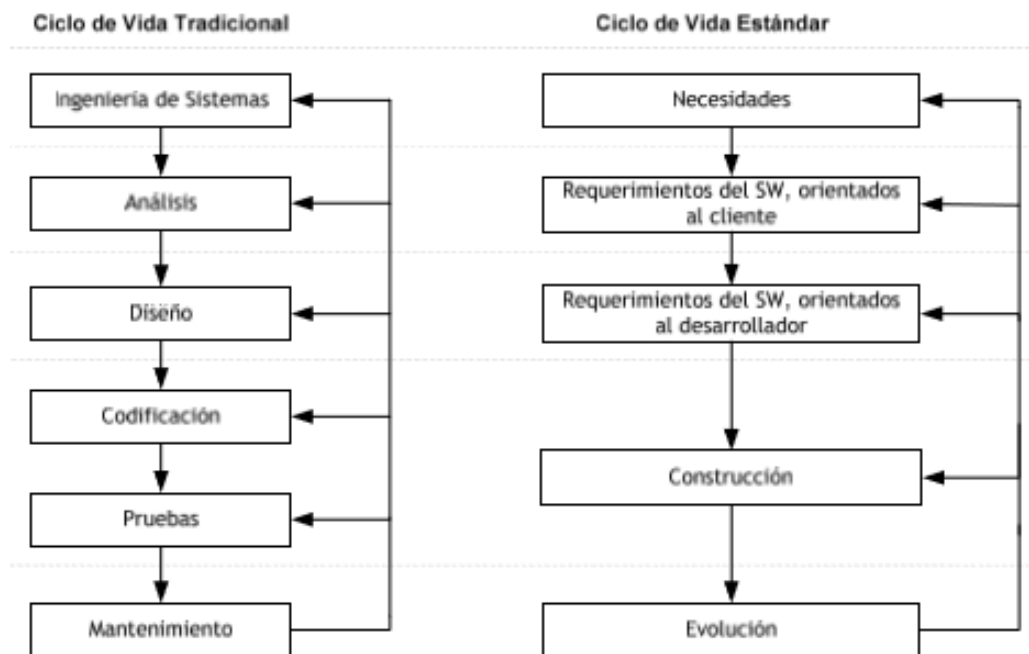 Ciclo de Vida Tradicional
Ingeniería de Sistemas
Análisis
Diseño
Codificación
Pruebas
Mantenimiento
Ciclo de Vida Estándar
Necesidades
Requerimientos del SW, orientados
al cliente
Requerimientos del SW, orientados
al desarrollador
Construcción
Evolución